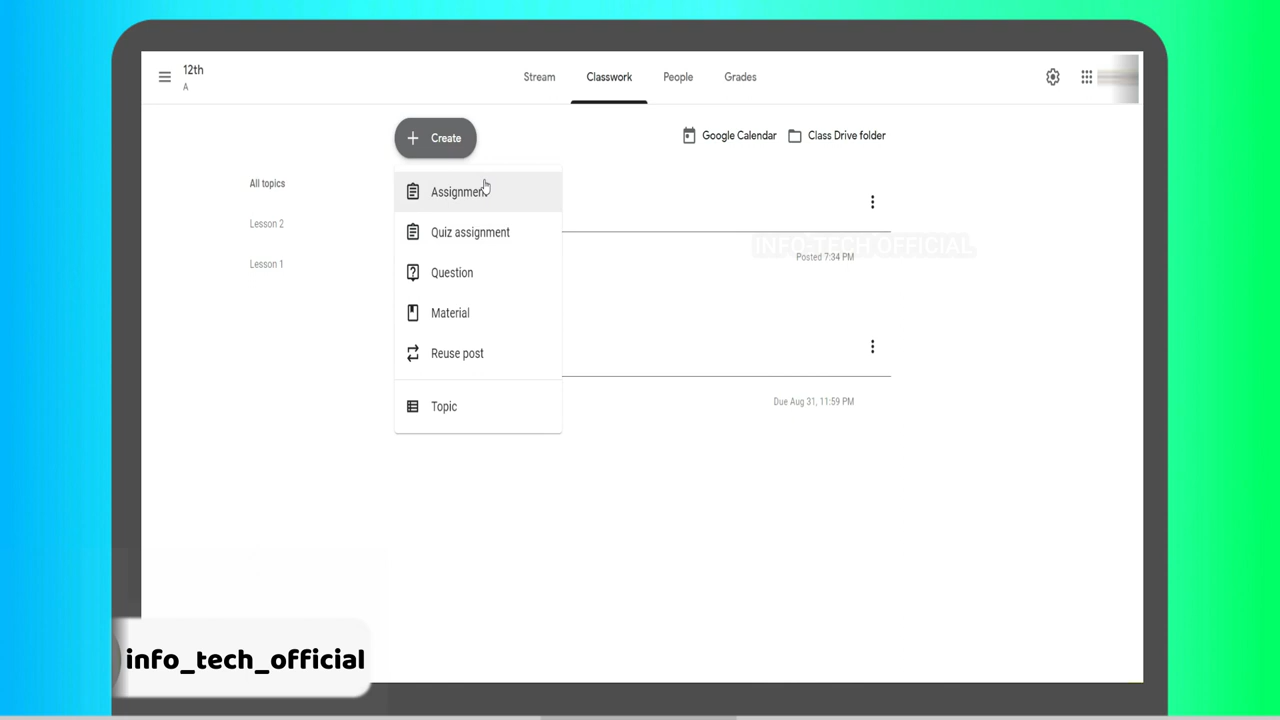 12th
A
Stream
Classwork
People
Grades
Create
Google Calendar
Class Drive folder
All topics
Lesson 2
Lesson 1
Assignment
Quiz assignment
Question
Material
Reuse post
Topic
INFO-TECH OFFICIAL
Posted 7:34 PM
Due Aug 31, 11:59 PM
info_tech_official